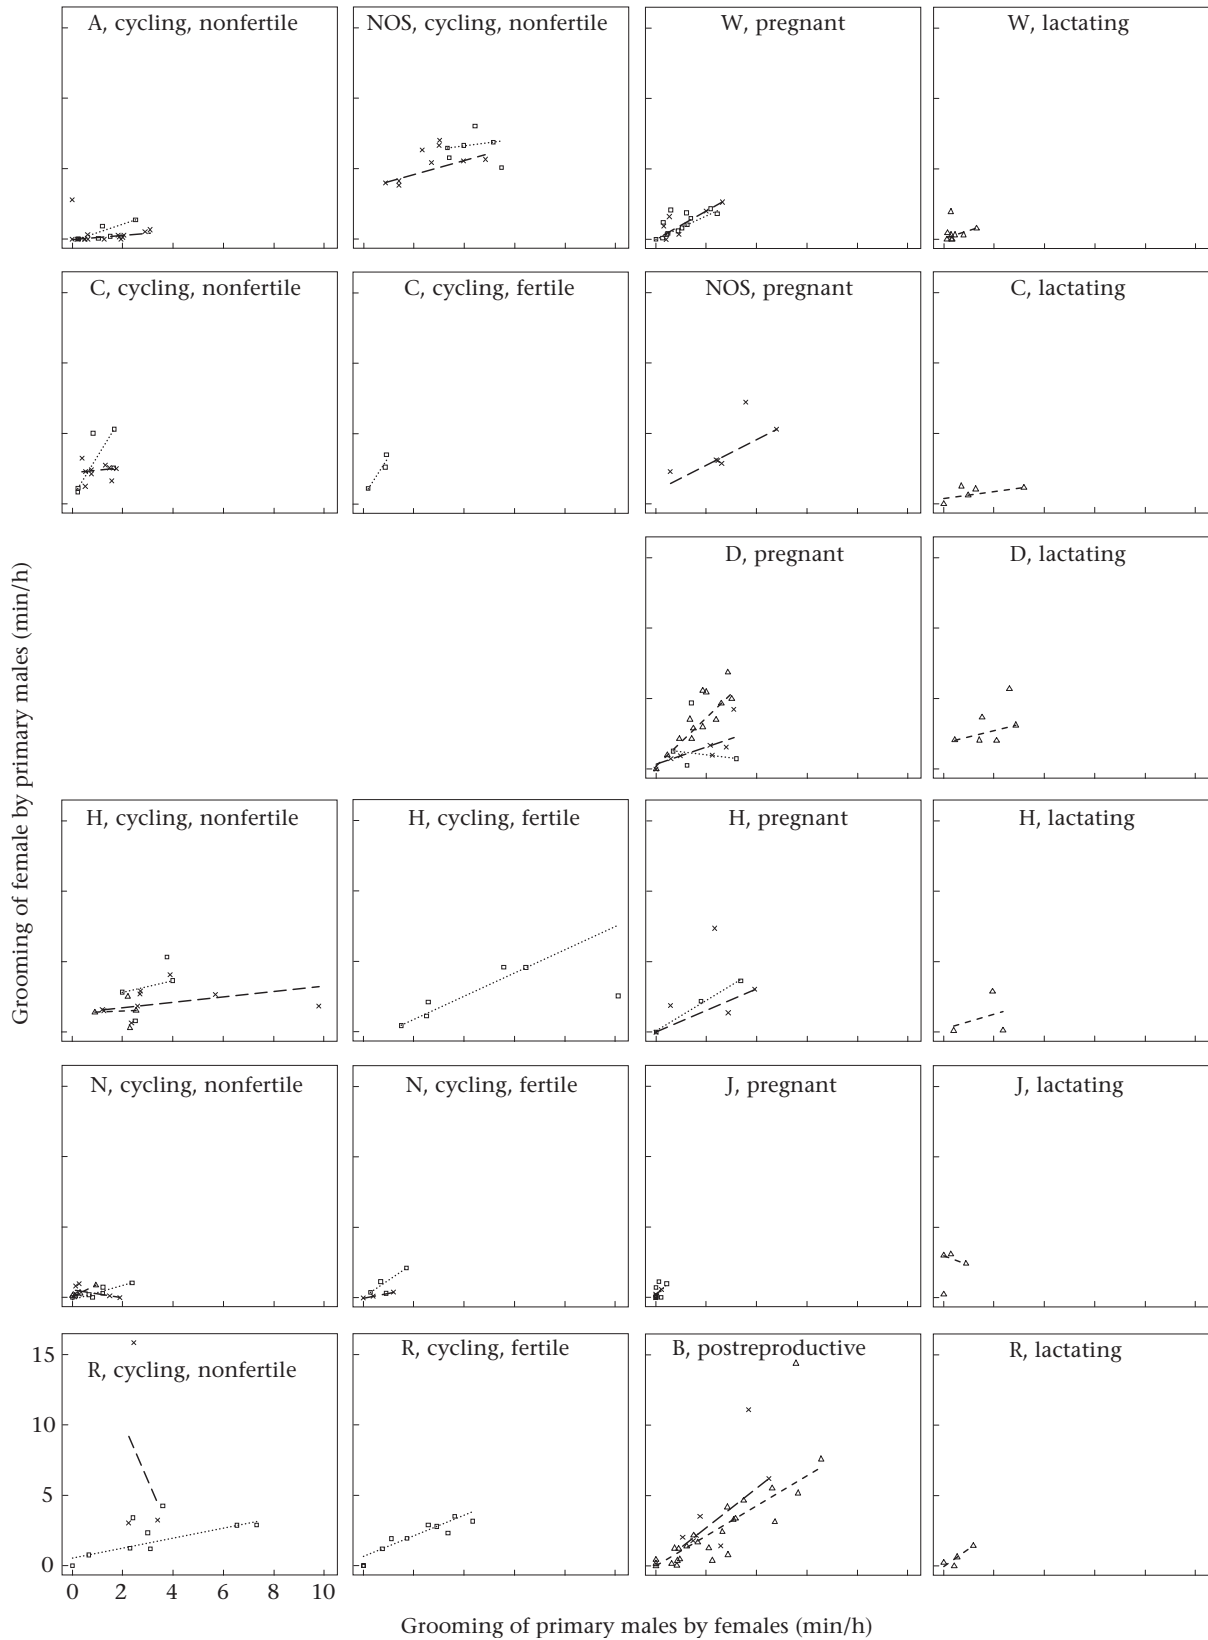 A, cycling, nonfertile
NOS, cycling, nonfertile
W, pregnant
W, lactating
C, cycling, nonfertile
C, cycling, fertile
NOS, pregnant
C, lactating
D, pregnant
D, lactating
H, cycling, nonfertile
H, cycling, fertile
H, pregnant
H, lactating
N, cycling, nonfertile
N, cycling, fertile
J, pregnant
J, lactating
R, cycling, nonfertile
R, cycling, fertile
B, postreproductive
R, lactating
Grooming of female by primary males (min/h)
15
10
5
0
0 2 4 6 8 10
Grooming of primary males by females (min/h)